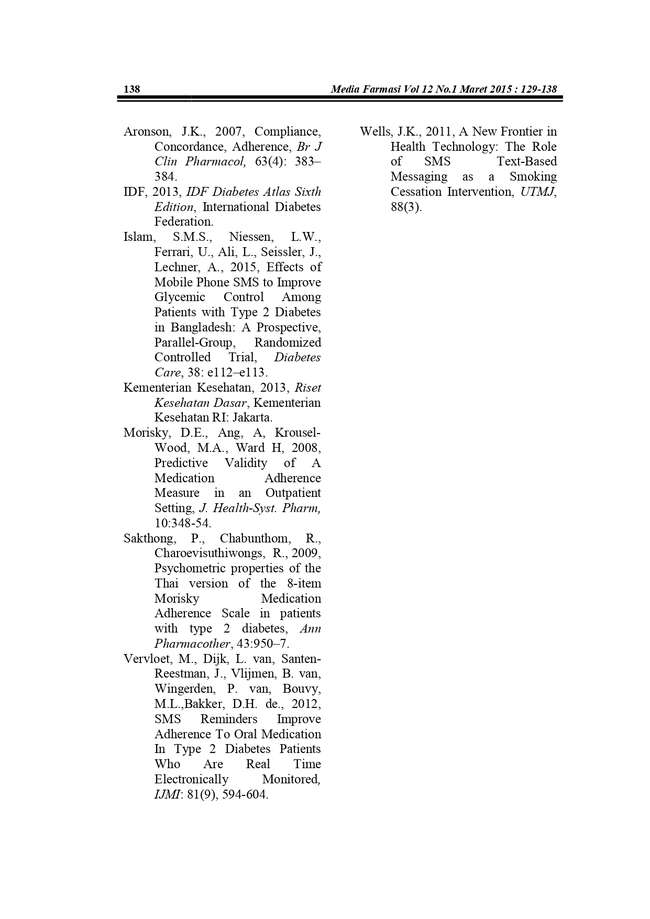 138 Media Farmasi Vol 12 No.1 Maret 2015 : 129-138
Aronson, J.K., 2007, Compliance,
Concordance, Adherence, Br J
Clin Pharmacol, 63(4): 383–
384.
IDF, 2013, IDF Diabetes Atlas Sixth
Edition, International Diabetes
Federation.
Islam, S.M.S., Niessen, L.W.,
Ferrari, U., Ali, L., Seissler, J.,
Lechner, A., 2015, Effects of
Mobile Phone SMS to Improve
Glycemic Control Among
Patients with Type 2 Diabetes
in Bangladesh: A Prospective,
Parallel-Group, Randomized
Controlled Trial, Diabetes
Care, 38: e112–e113.
Kementerian Kesehatan, 2013, Riset
Kesehatan Dasar, Kementerian
Kesehatan RI: Jakarta.
Morisky, D.E., Ang, A, Krousel-
Wood, M.A., Ward H, 2008,
Predictive Validity of A
Medication Adherence
Measure in an Outpatient
Setting, J. Health-Syst. Pharm,
10:348-54.
Sakthong, P., Chabunthom, R.,
Charoevisuthiwongs, R., 2009,
Psychometric properties of the
Thai version of the 8-item
Morisky Medication
Adherence Scale in patients
with type 2 diabetes, Ann
Pharmacother, 43:950–7.
Vervloet, M., Dijk, L. van, Santen-
Reestman, J., Vlijmen, B. van,
Wingerden, P. van, Bouvy,
M.L.,Bakker, D.H. de., 2012,
SMS Reminders Improve
Adherence To Oral Medication
In Type 2 Diabetes Patients
Who Are Real Time
Electronically Monitored,
IJMI: 81(9), 594-604.
Wells, J.K., 2011, A New Frontier in
Health Technology: The Role
of SMS Text-Based
Messaging as a Smoking
Cessation Intervention, UTMJ,
88(3).